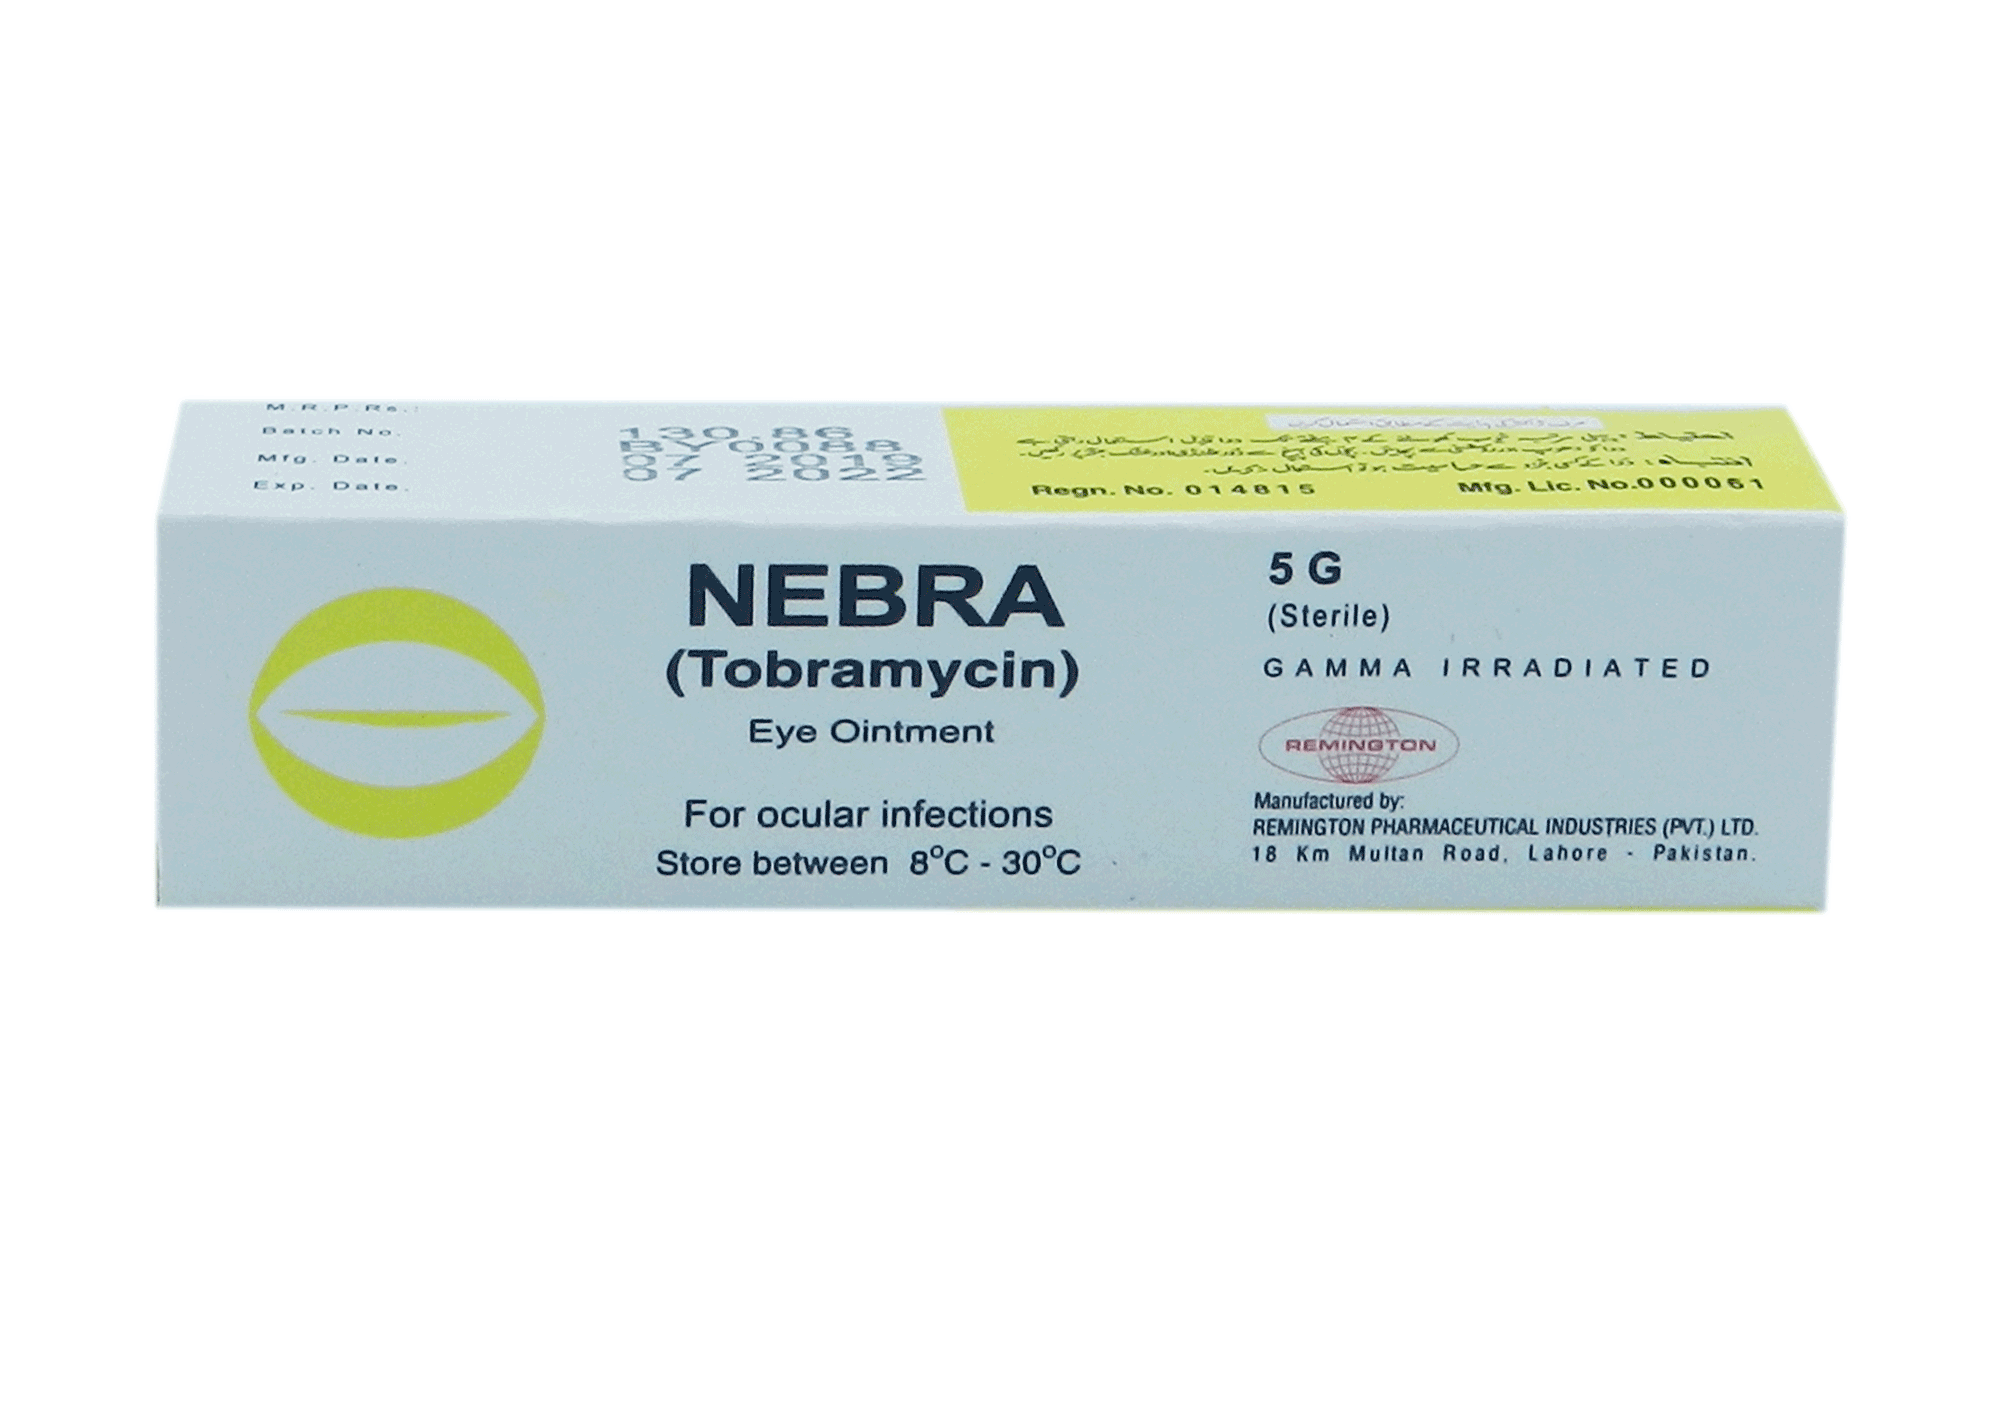 M.R.P.Rs.:
Batch No.
Mfg. Date.
Exp. Date.
130.86
BY0088
07 2019
07 2022
Regn. No. 014815
Mfg. Lic. No.000061
NEBRA
(Tobramycin)
Eye Ointment
For ocular infections
Store between 8°C - 30°C
5 G
(Sterile)
GAMMA IRRADIATED
REMINGTON
Manufactured by:
REMINGTON PHARMACEUTICAL INDUSTRIES (PVT.) LTD.
18 Km Multan Road, Lahore - Pakistan.